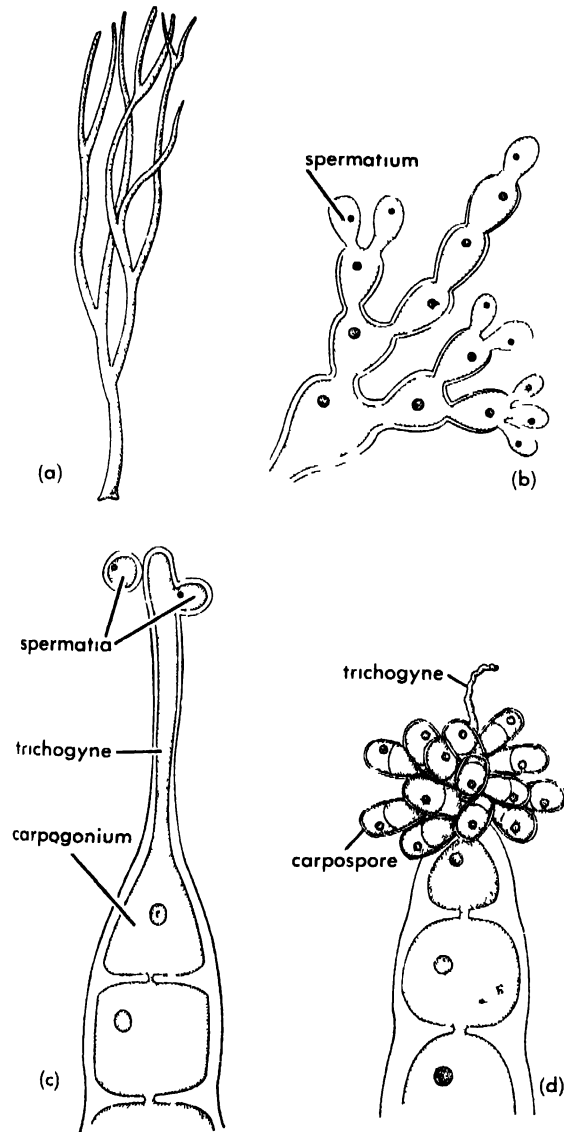 spermatium
(a)
(b)
spermatia
trichogyne
trichogyne
carpogonium
carpospore
(c)
(d)